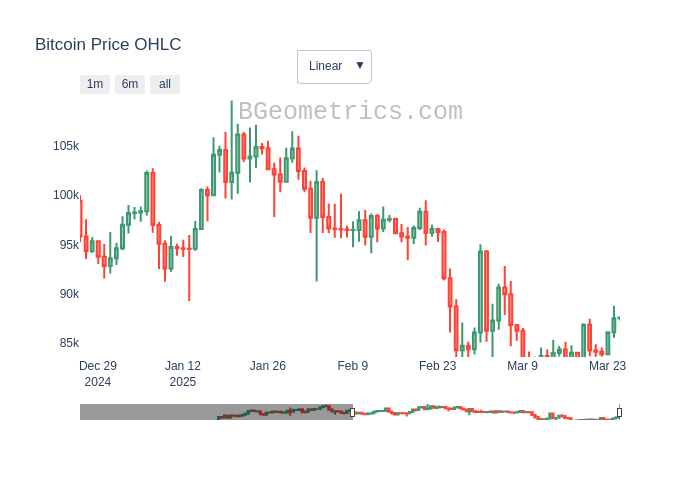 Bitcoin Price OHLC
Linear ▼
1m 6m all
BGeometrics.com
105k
100k
95k
90k
85k
Dec 29 Jan 12 Jan 26 Feb 9 Feb 23 Mar 9 Mar 23
2024 2025